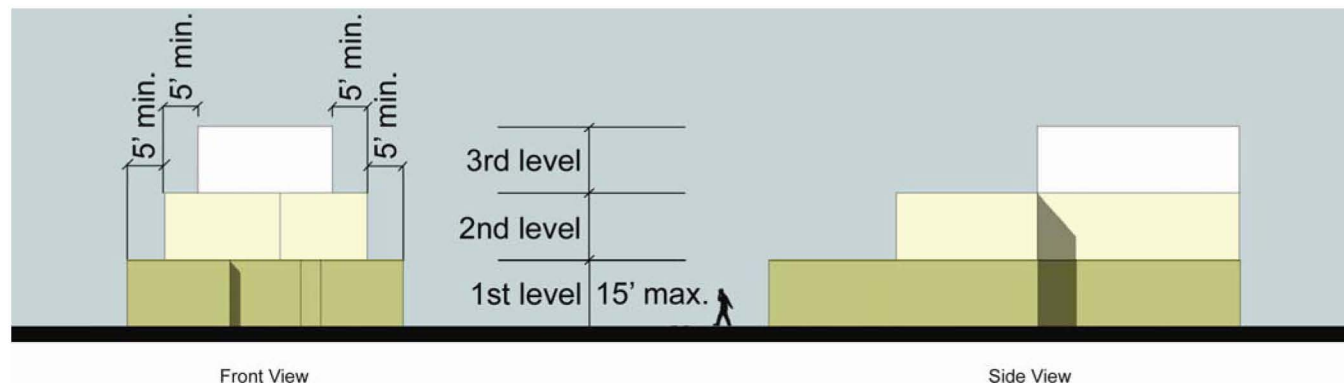 5’ min.
5’ min.
5’ min.
5’ min.
3rd level
2nd level
1st level
15’ max.
Front View
Side View